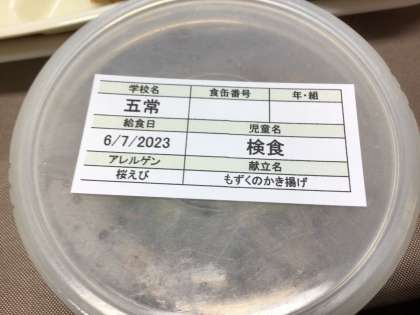 学校名 食缶番号 年・組
五常
給食日 児童名
6/7/2023 検食
アレルゲン 献立名
桜えび もずくのかき揚げ